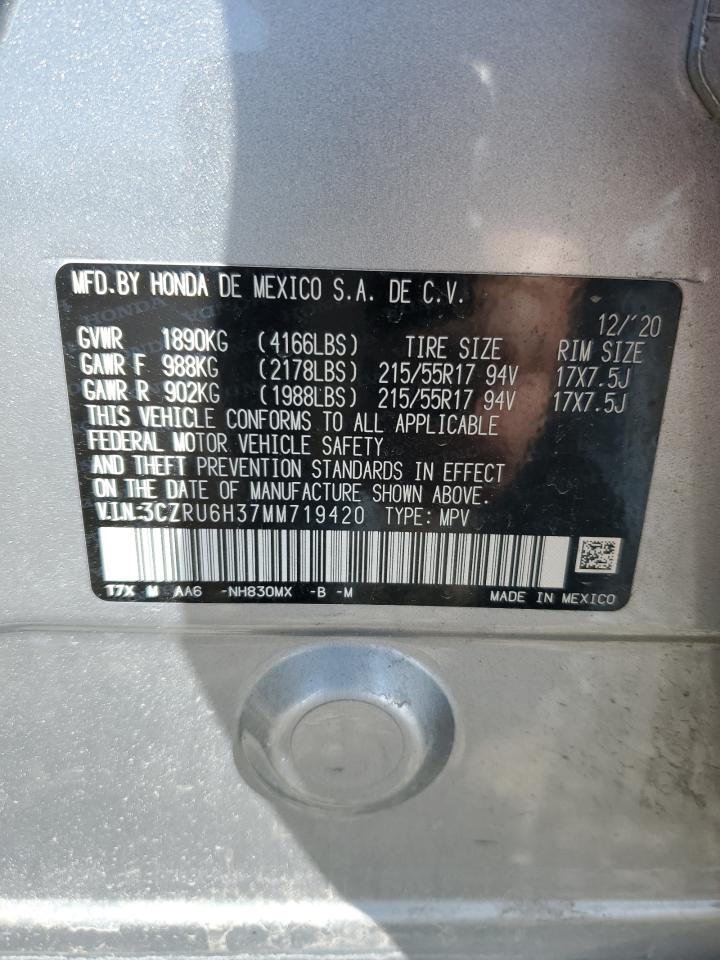 MFD.BY HONDA DE MEXICO S.A. DE C.V.
12/'20
GVWR 1890KG (4166LBS) TIRE SIZE RIM SIZE
GAWR F 988KG (2178LBS) 215/55R17 94V 17X7.5J
GAWR R 902KG (1988LBS) 215/55R17 94V 17X7.5J
THIS VEHICLE CONFORMS TO ALL APPLICABLE
FEDERAL MOTOR VEHICLE SAFETY
AND THEFT PREVENTION STANDARDS IN EFFECT
ON THE DATE OF MANUFACTURE SHOWN ABOVE.
V.I.N:3CZRU6H37MM719420 TYPE: MPV
T7X M AA6 -NH830MX -B -M MADE IN MEXICO